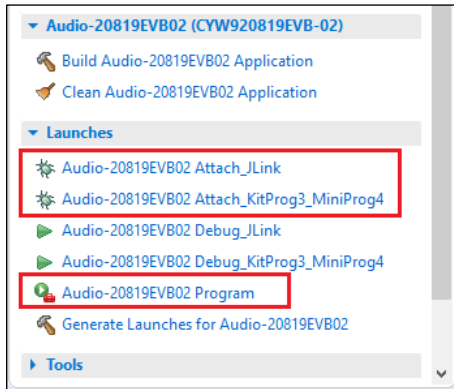 Audio-20819EVB02 (CYW920819EVB-02)
Build Audio-20819EVB02 Application
Clean Audio-20819EVB02 Application
Launches
Audio-20819EVB02 Attach_JLink
Audio-20819EVB02 Attach_KitProg3_MiniProg4
Audio-20819EVB02 Debug_JLink
Audio-20819EVB02 Debug_KitProg3_MiniProg4
Audio-20819EVB02 Program
Generate Launches for Audio-20819EVB02
Tools